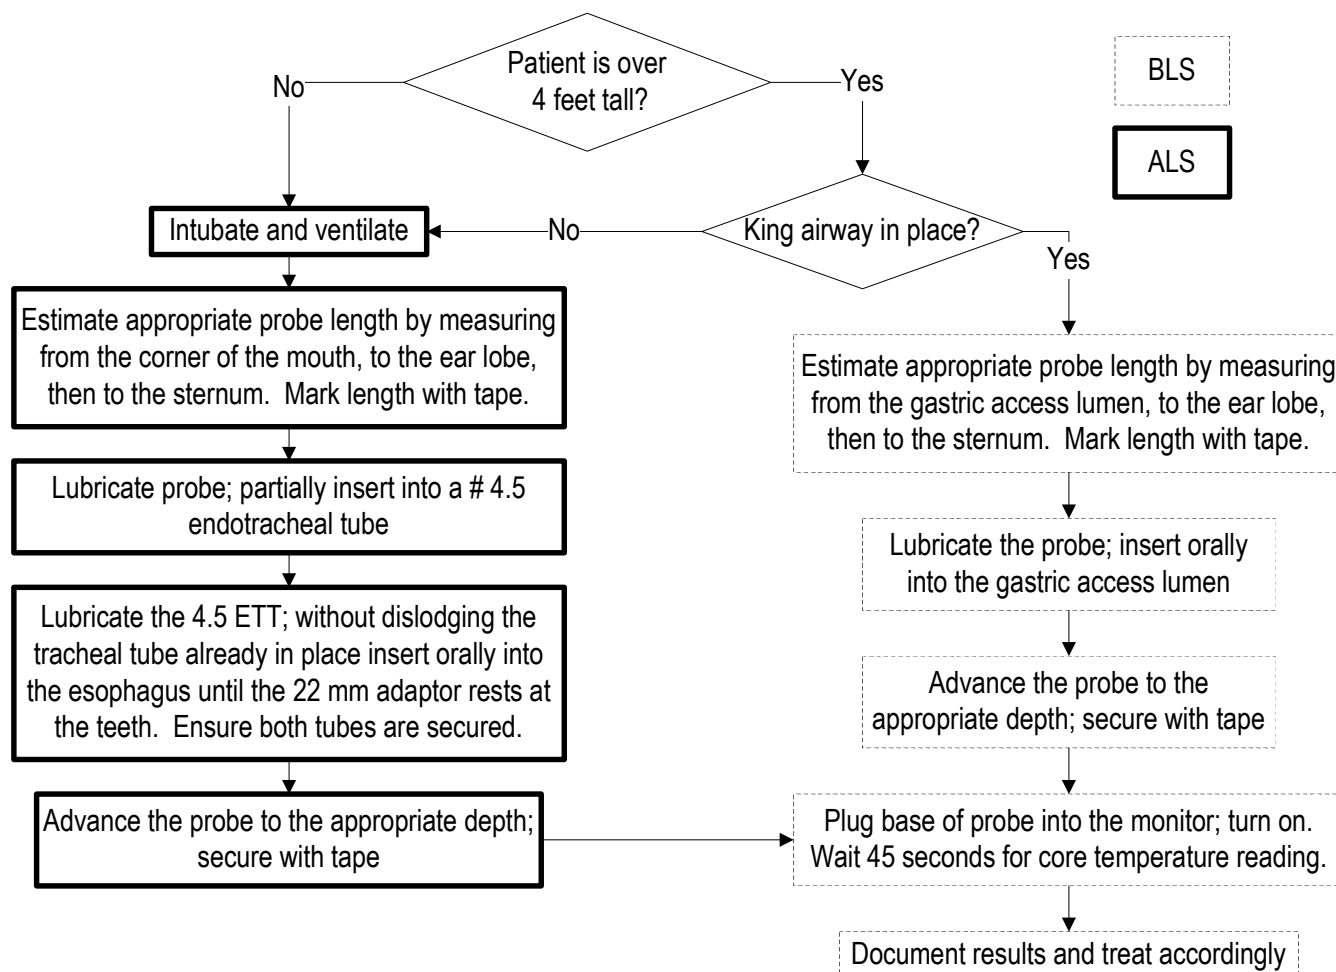 Patient is over
4 feet tall?
No
Yes
BLS
ALS
Intubate and ventilate
No
King airway in place?
Yes
Estimate appropriate probe length by measuring
from the corner of the mouth, to the ear lobe,
then to the sternum.  Mark length with tape.
Lubricate probe; partially insert into a # 4.5
endotracheal tube
Lubricate the 4.5 ETT; without dislodging the
tracheal tube already in place insert orally into
the esophagus until the 22 mm adaptor rests at
the teeth.  Ensure both tubes are secured.
Advance the probe to the appropriate depth;
secure with tape
Estimate appropriate probe length by measuring
from the gastric access lumen, to the ear lobe,
then to the sternum.  Mark length with tape.
Lubricate the probe; insert orally
into the gastric access lumen
Advance the probe to the
appropriate depth; secure with tape
Plug base of probe into the monitor; turn on.
Wait 45 seconds for core temperature reading.
Document results and treat accordingly